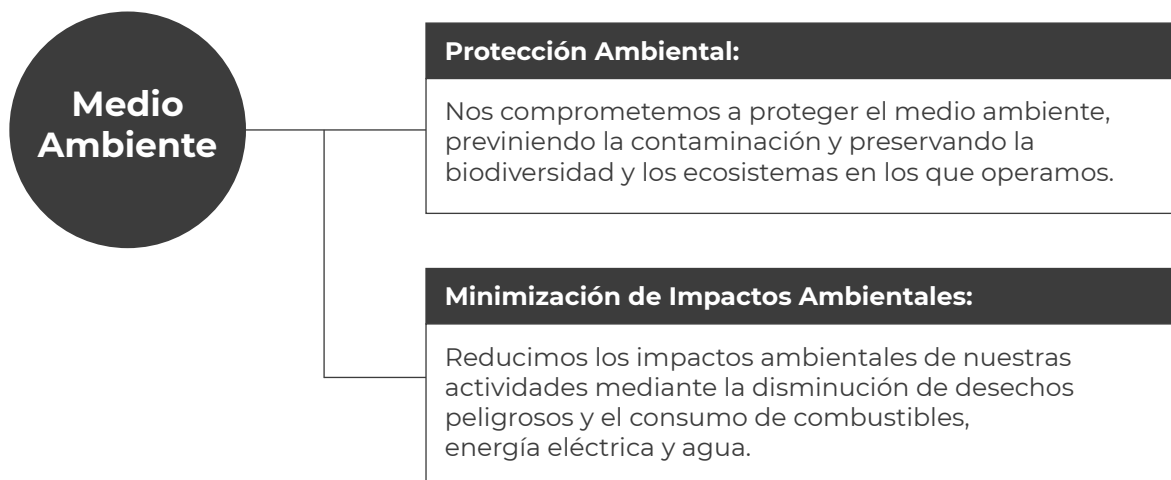 Medio
Ambiente
Protección Ambiental:
Nos comprometemos a proteger el medio ambiente,
previniendo la contaminación y preservando la
biodiversidad y los ecosistemas en los que operamos.
Minimización de Impactos Ambientales:
Reducimos los impactos ambientales de nuestras
actividades mediante la disminución de desechos
peligrosos y el consumo de combustibles,
energía eléctrica y agua.